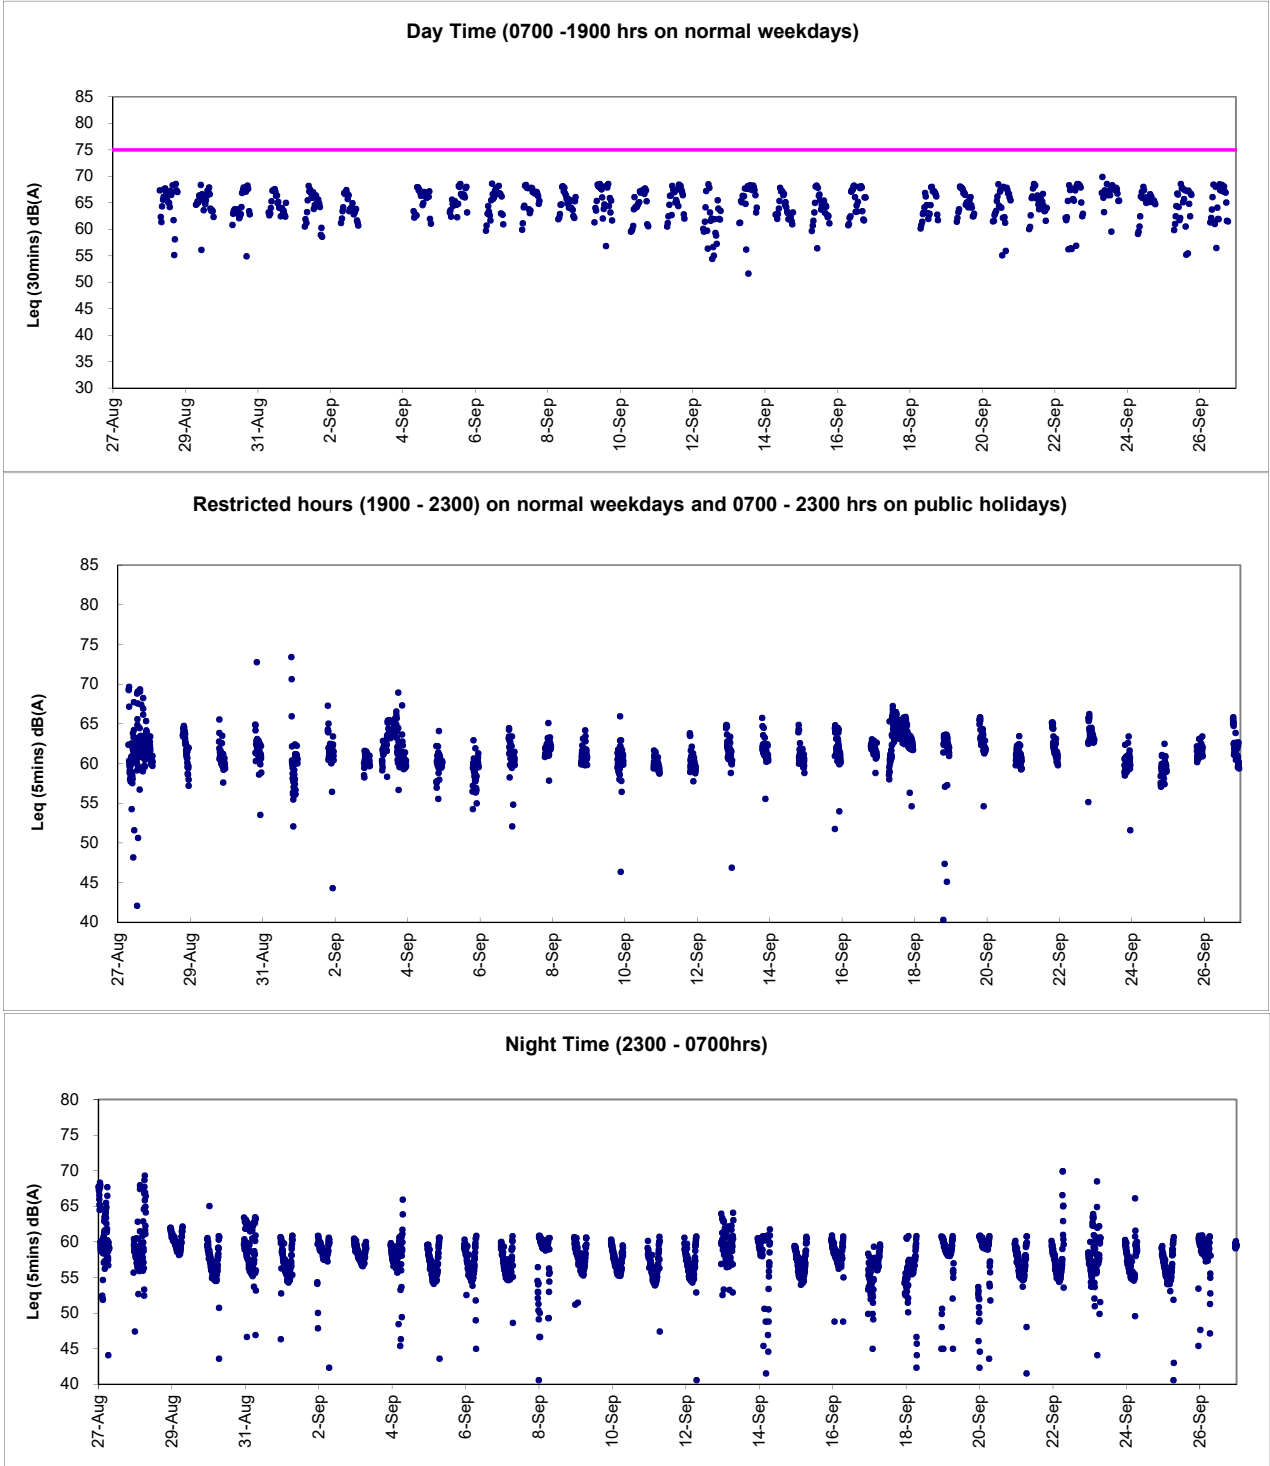 Day Time (0700 -1900 hrs on normal weekdays)
Leq (30mins) dB(A)
85
80
75
70
65
60
55
50
45
40
35
30
27-Aug
29-Aug
31-Aug
2-Sep
4-Sep
6-Sep
8-Sep
10-Sep
12-Sep
14-Sep
16-Sep
18-Sep
20-Sep
22-Sep
24-Sep
26-Sep
Restricted hours (1900 - 2300) on normal weekdays and 0700 - 2300 hrs on public holidays)
Leq (5mins) dB(A)
85
80
75
70
65
60
55
50
45
40
27-Aug
29-Aug
31-Aug
2-Sep
4-Sep
6-Sep
8-Sep
10-Sep
12-Sep
14-Sep
16-Sep
18-Sep
20-Sep
22-Sep
24-Sep
26-Sep
Night Time (2300 - 0700hrs)
Leq (5mins) dB(A)
80
75
70
65
60
55
50
45
40
27-Aug
29-Aug
31-Aug
2-Sep
4-Sep
6-Sep
8-Sep
10-Sep
12-Sep
14-Sep
16-Sep
18-Sep
20-Sep
22-Sep
24-Sep
26-Sep